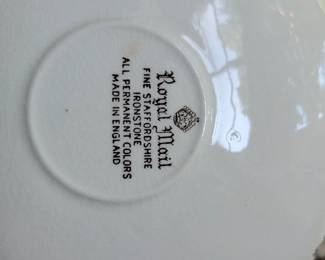 Royal Mail
FINE STAFFORDSHIRE
IRONSTONE
ALL PERMANENT COLORS
MADE IN ENGLAND